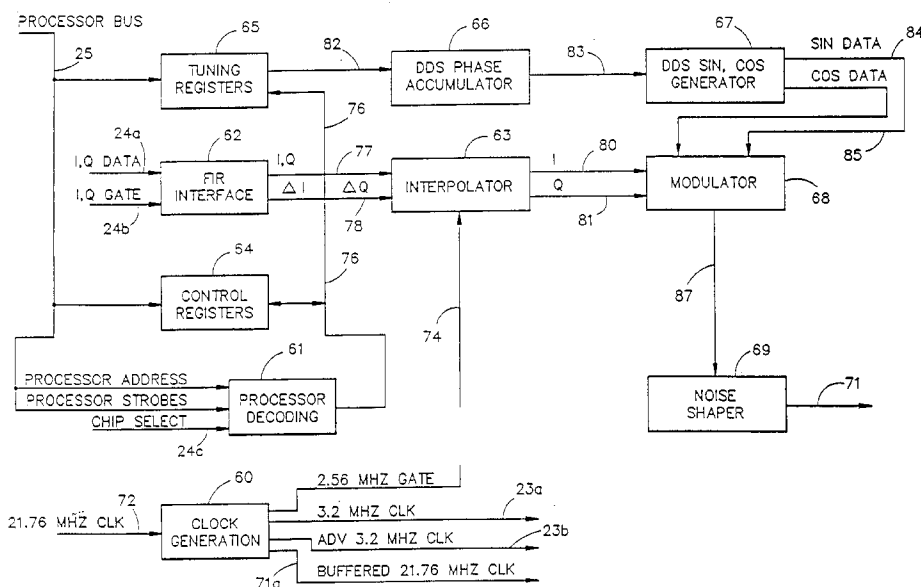 PROCESSOR BUS
25
65
TUNING
REGISTERS
82
66
DDS PHASE
ACCUMULATOR
83
67
DDS SIN, COS
GENERATOR
SIN DATA
84
COS DATA
85
76
24a
I,Q DATA
I,Q GATE
24b
62
FIR
INTERFACE
I,Q
77
Δ I
Δ Q
78
63
INTERPOLATOR
I
80
Q
81
MODULATOR
68
64
CONTROL
REGISTERS
76
74
87
61
PROCESSOR ADDRESS
PROCESSOR STROBES
CHIP SELECT
24c
PROCESSOR
DECODING
69
NOISE
SHAPER
71
60
72
21.76 MHZ CLK
CLOCK
GENERATION
2.56 MHZ GATE
3.2 MHZ CLK
23a
ADV 3.2 MHZ CLK
23b
BUFFERED 21.76 MHZ CLK
71a